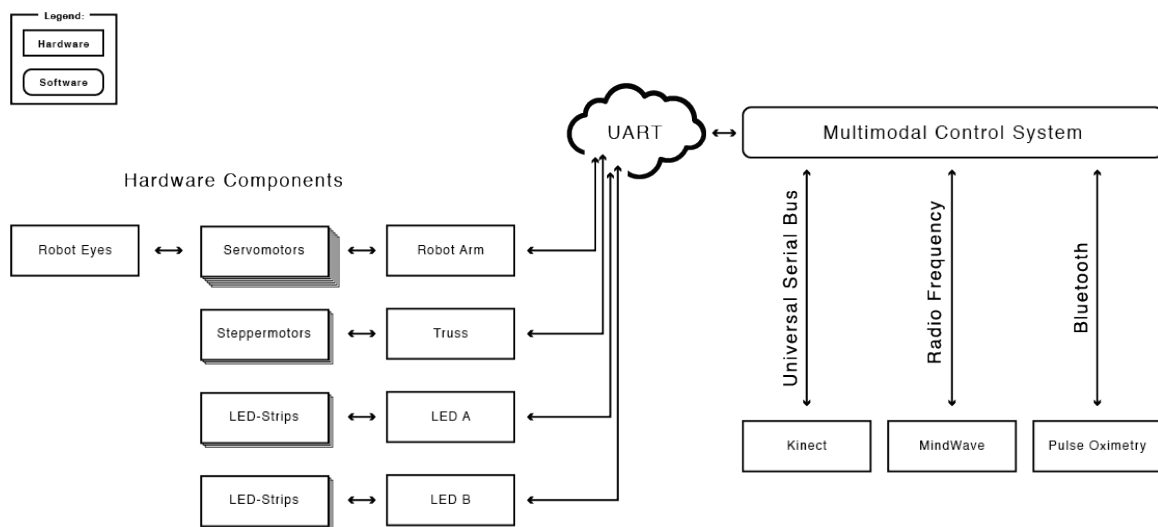 Legend:
Hardware
Software
UART
Multimodal Control System
Hardware Components
Robot Eyes
Servomotors
Robot Arm
Steppermotors
Truss
LED-Strips
LED A
LED-Strips
LED B
Universal Serial Bus
Radio Frequency
Bluetooth
Kinect
MindWave
Pulse Oximetry